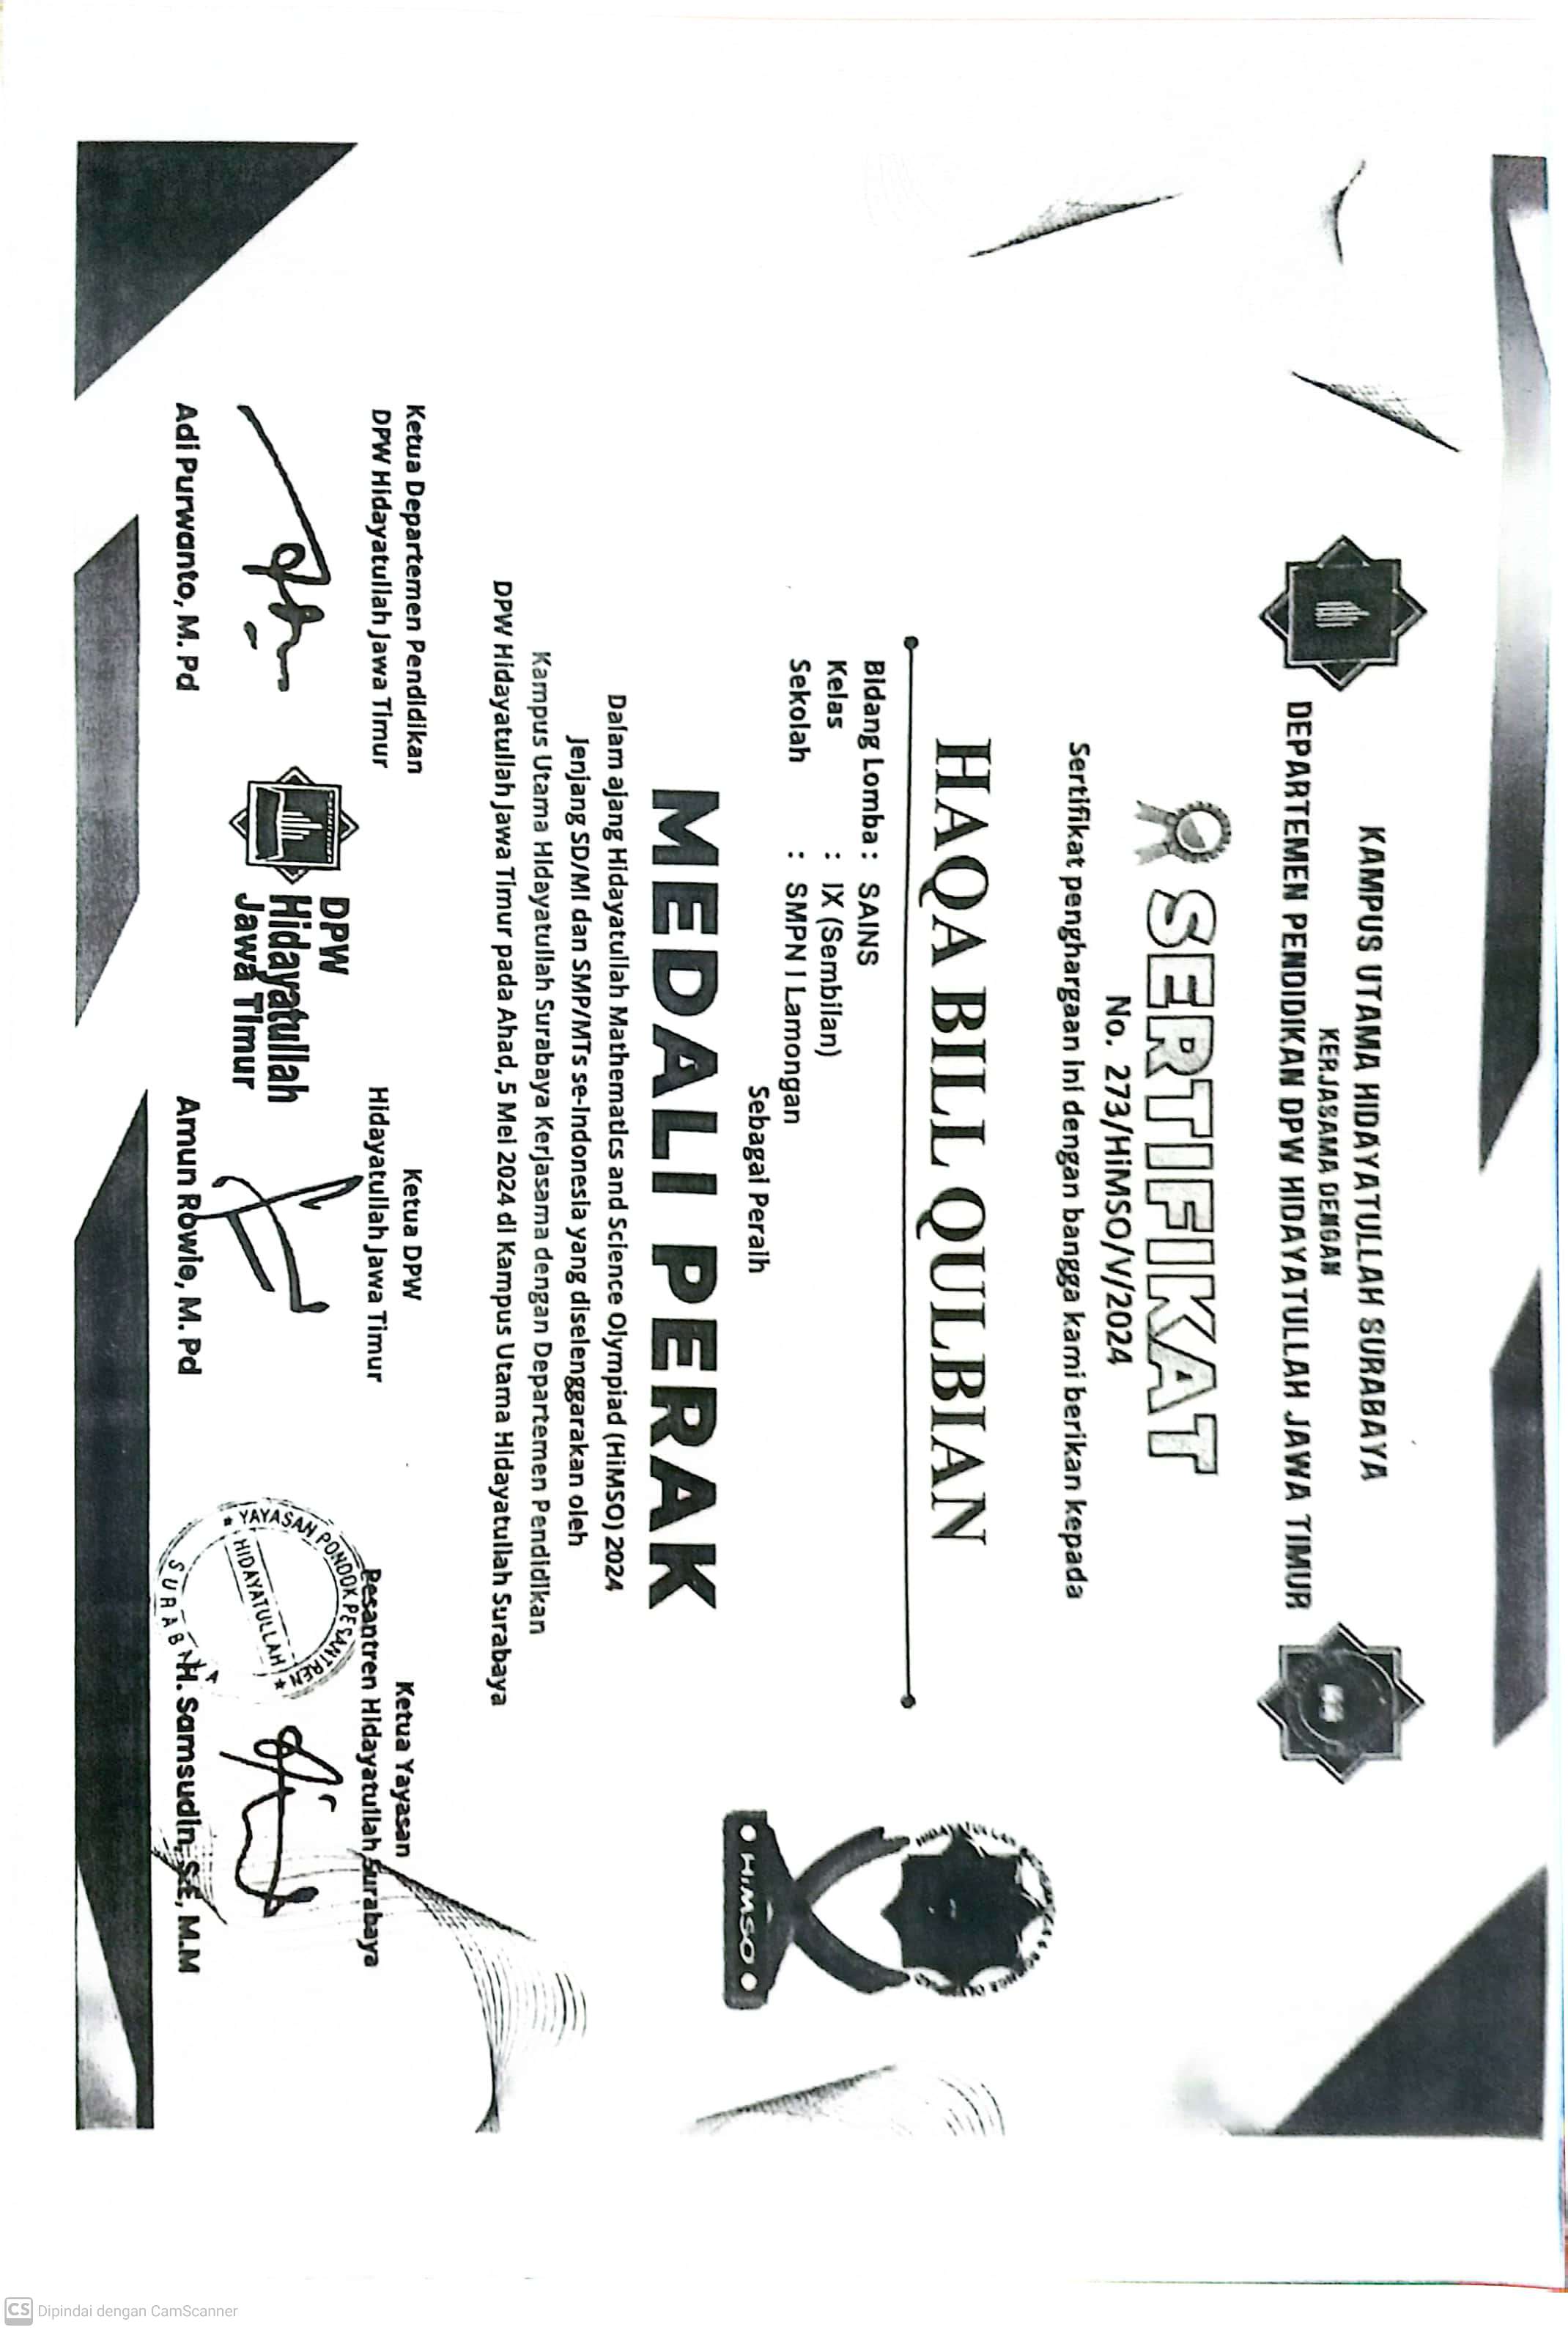 KAMPUS UTAMA HIDAYATULLAH SURABAYA
KERJASAMA DENGAN
DEPARTEMEN PENDIDIKAN DPW HIDAYATULLAH JAWA TIMUR
SERTIFIKAT
No. 273/HiMSO/V/2024
Sertifikat penghargaan ini dengan bangga kami berikan kepada
HAQA BILL QULBIAN
Bidang Lomba : SAINS
Kelas : IX (Sembilan)
Sekolah : SMPN 1 Lamongan
Sebagai Peraih
MEDALI PERAK
Dalam ajang Hidayatullah Mathematics and Science Olympiad (HiMSO) 2024
Jenjang SD/MI dan SMP/MTs se-Indonesia yang diselenggarakan oleh
Kampus Utama Hidayatullah Surabaya Kerjasama dengan Departemen Pendidikan
DPW Hidayatullah Jawa Timur pada Ahad, 5 Mei 2024 di Kampus Utama Hidayatullah Surabaya
HiMSO
Ketua Departemen Pendidikan
DPW Hidayatullah Jawa Timur
Adi Purwanto, M. Pd
DPW
Hidayatullah
Jawa Timur
Ketua DPW
Hidayatullah Jawa Timur
Amun Rowie, M. Pd
Ketua Yayasan
Pesantren Hidayatullah Surabaya
YAYASAN PONDOK PESANTREN
HIDAYATULLAH
SURABAYA
H. Samsudin, SE, M.M
CS Dipindai dengan CamScanner